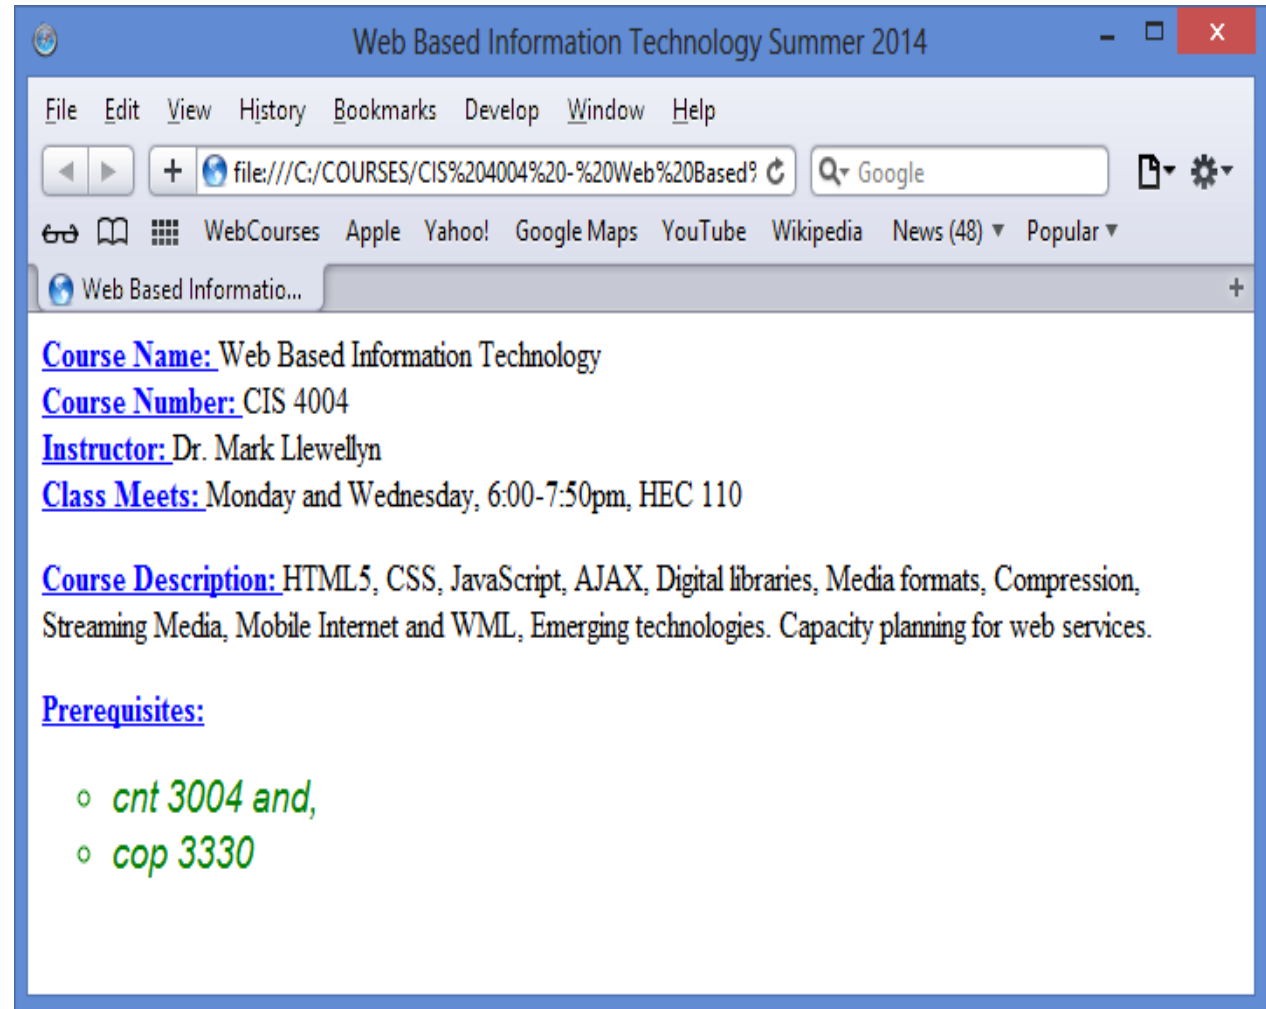 Web Based Information Technology Summer 2014
File Edit View History Bookmarks Develop Window Help
file:///C:/COURSES/CIS%204004%20-%20Web%20Based% Google
WebCourses Apple Yahoo! Google Maps YouTube Wikipedia News (48) Popular
Web Based Informatio...
Course Name: Web Based Information Technology
Course Number: CIS 4004
Instructor: Dr. Mark Llewellyn
Class Meets: Monday and Wednesday, 6:00-7:50pm, HEC 110
Course Description: HTML5, CSS, JavaScript, AJAX, Digital libraries, Media formats, Compression,
Streaming Media, Mobile Internet and WML, Emerging technologies. Capacity planning for web services.
Prerequisites:
cnt 3004 and,
cop 3330